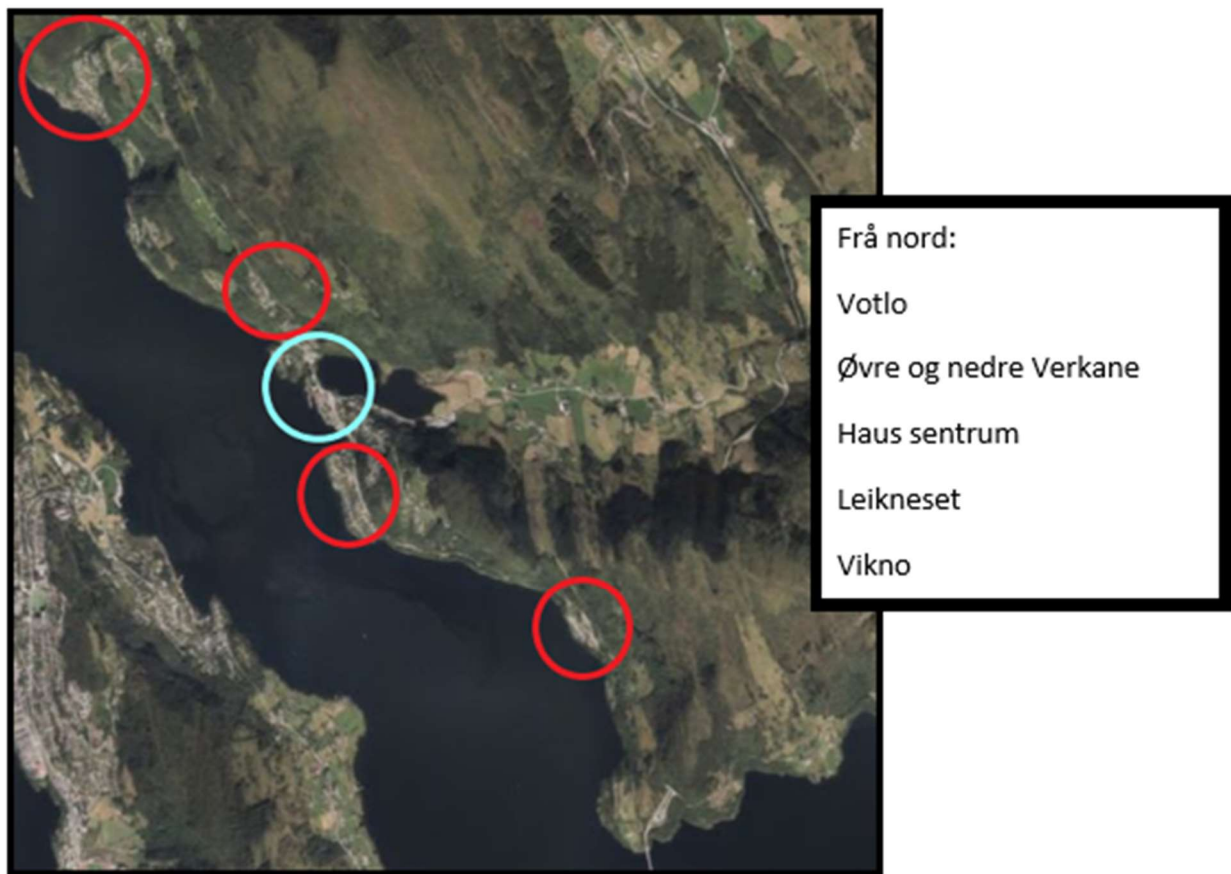 Frå nord:
Votlo
Øvre og nedre Verkane
Haus sentrum
Leikneset
Vikno